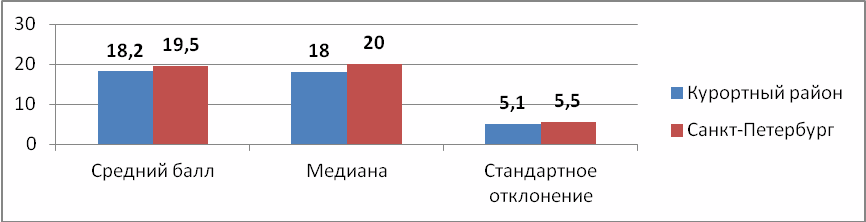 30
20
10
0
18,2
19,5
18
20
5,1
5,5
Средний балл
Медиана
Стандартное
отклонение
Курортный район
Санкт-Петербург